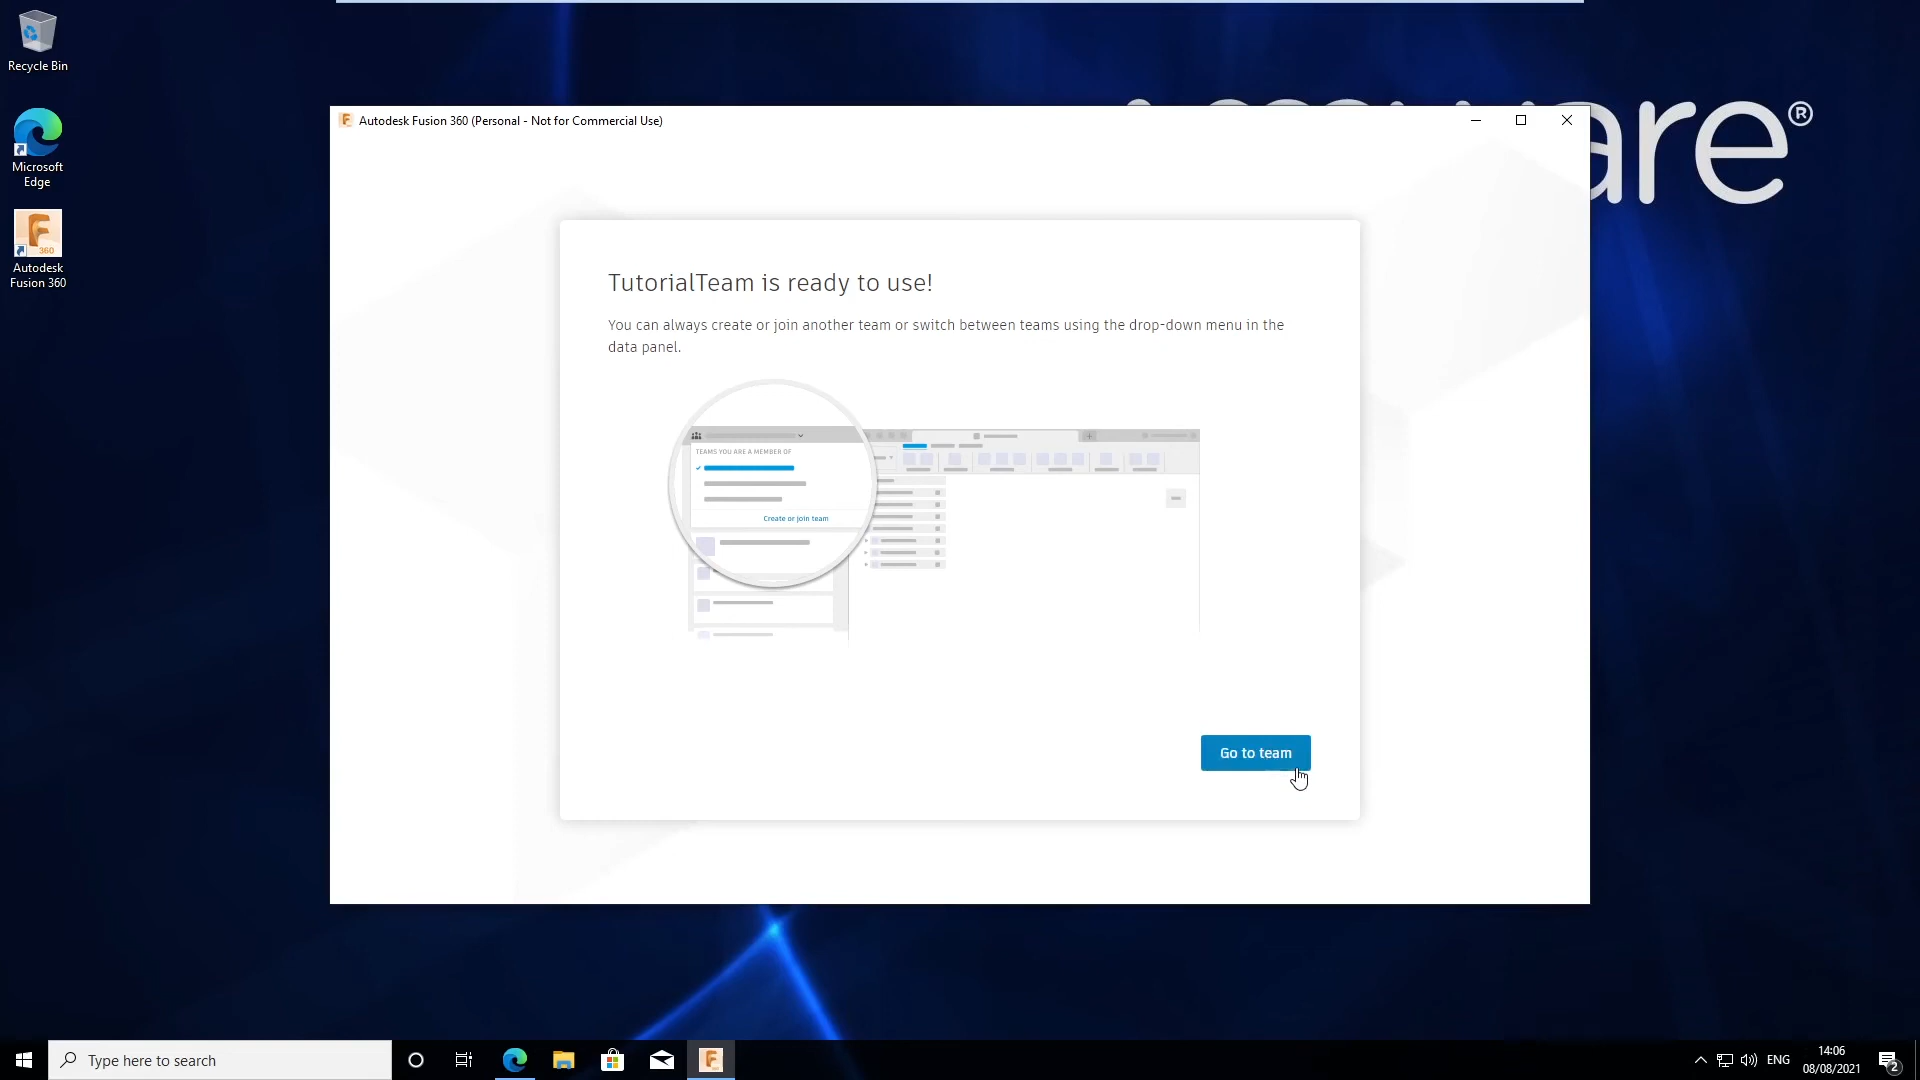 Recycle Bin
Microsoft
Edge
360
Autodesk
Fusion 360
are®
Autodesk Fusion 360 (Personal - Not for Commercial Use)
TutorialTeam is ready to use!
You can always create or join another team or switch between teams using the drop-down menu in the
data panel.
TEAMS YOU ARE A MEMBER OF
Create or join team
Go to team
Type here to search
ENG
14:06
08/08/2021
2